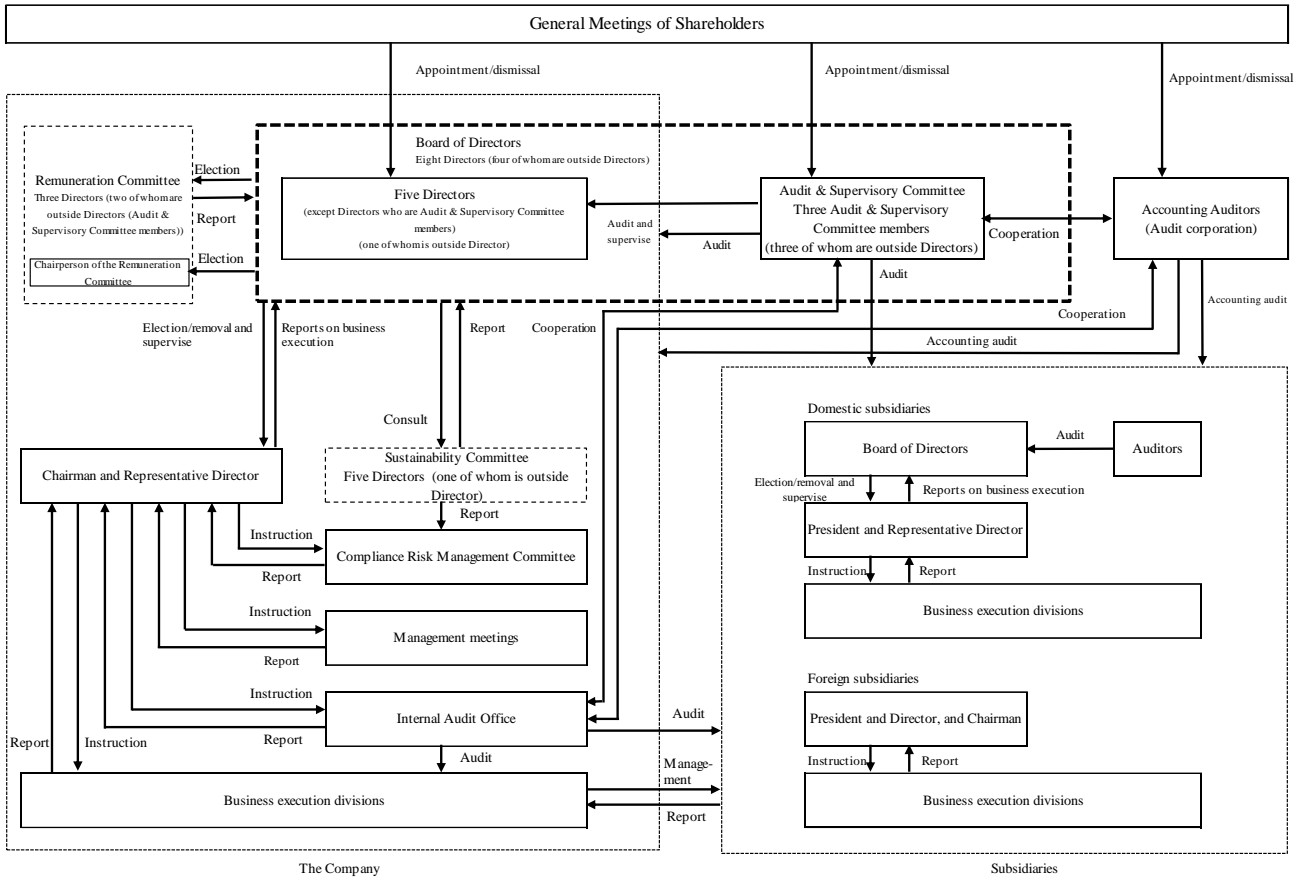 General Meetings of Shareholders
Appointment/dismissal
Appointment/dismissal
Appointment/dismissal
Board of Directors
Eight Directors (four of whom are outside Directors)
Remuneration Committee
Three Directors (two of whom are
outside Directors (Audit &
Supervisory Committee members))
Chairperson of the Remuneration
Committee
Election
Report
Election
Five Directors
(except Directors who are Audit & Supervisory Committee
members)
(one of whom is outside Director)
Audit and
supervise
Audit
Audit & Supervisory Committee
Three Audit & Supervisory
Committee members
(three of whom are outside Directors)
Cooperation
Accounting Auditors
(Audit corporation)
Audit
Accounting audit
Election/removal and
supervise
Reports on business
execution
Report
Cooperation
Cooperation
Accounting audit
Consult
Chairman and Representative Director
Sustainability Committee
Five Directors (one of whom is outside
Director)
Report
Instruction
Compliance Risk Management Committee
Report
Instruction
Management meetings
Report
Instruction
Internal Audit Office
Report
Audit
Report
Instruction
Audit
Manage-
ment
Business execution divisions
Report
The Company
Domestic subsidiaries
Board of Directors
Audit
Auditors
Election/removal and
supervise
Reports on business execution
President and Representative Director
Instruction
Report
Business execution divisions
Foreign subsidiaries
President and Director, and Chairman
Instruction
Report
Business execution divisions
Subsidiaries